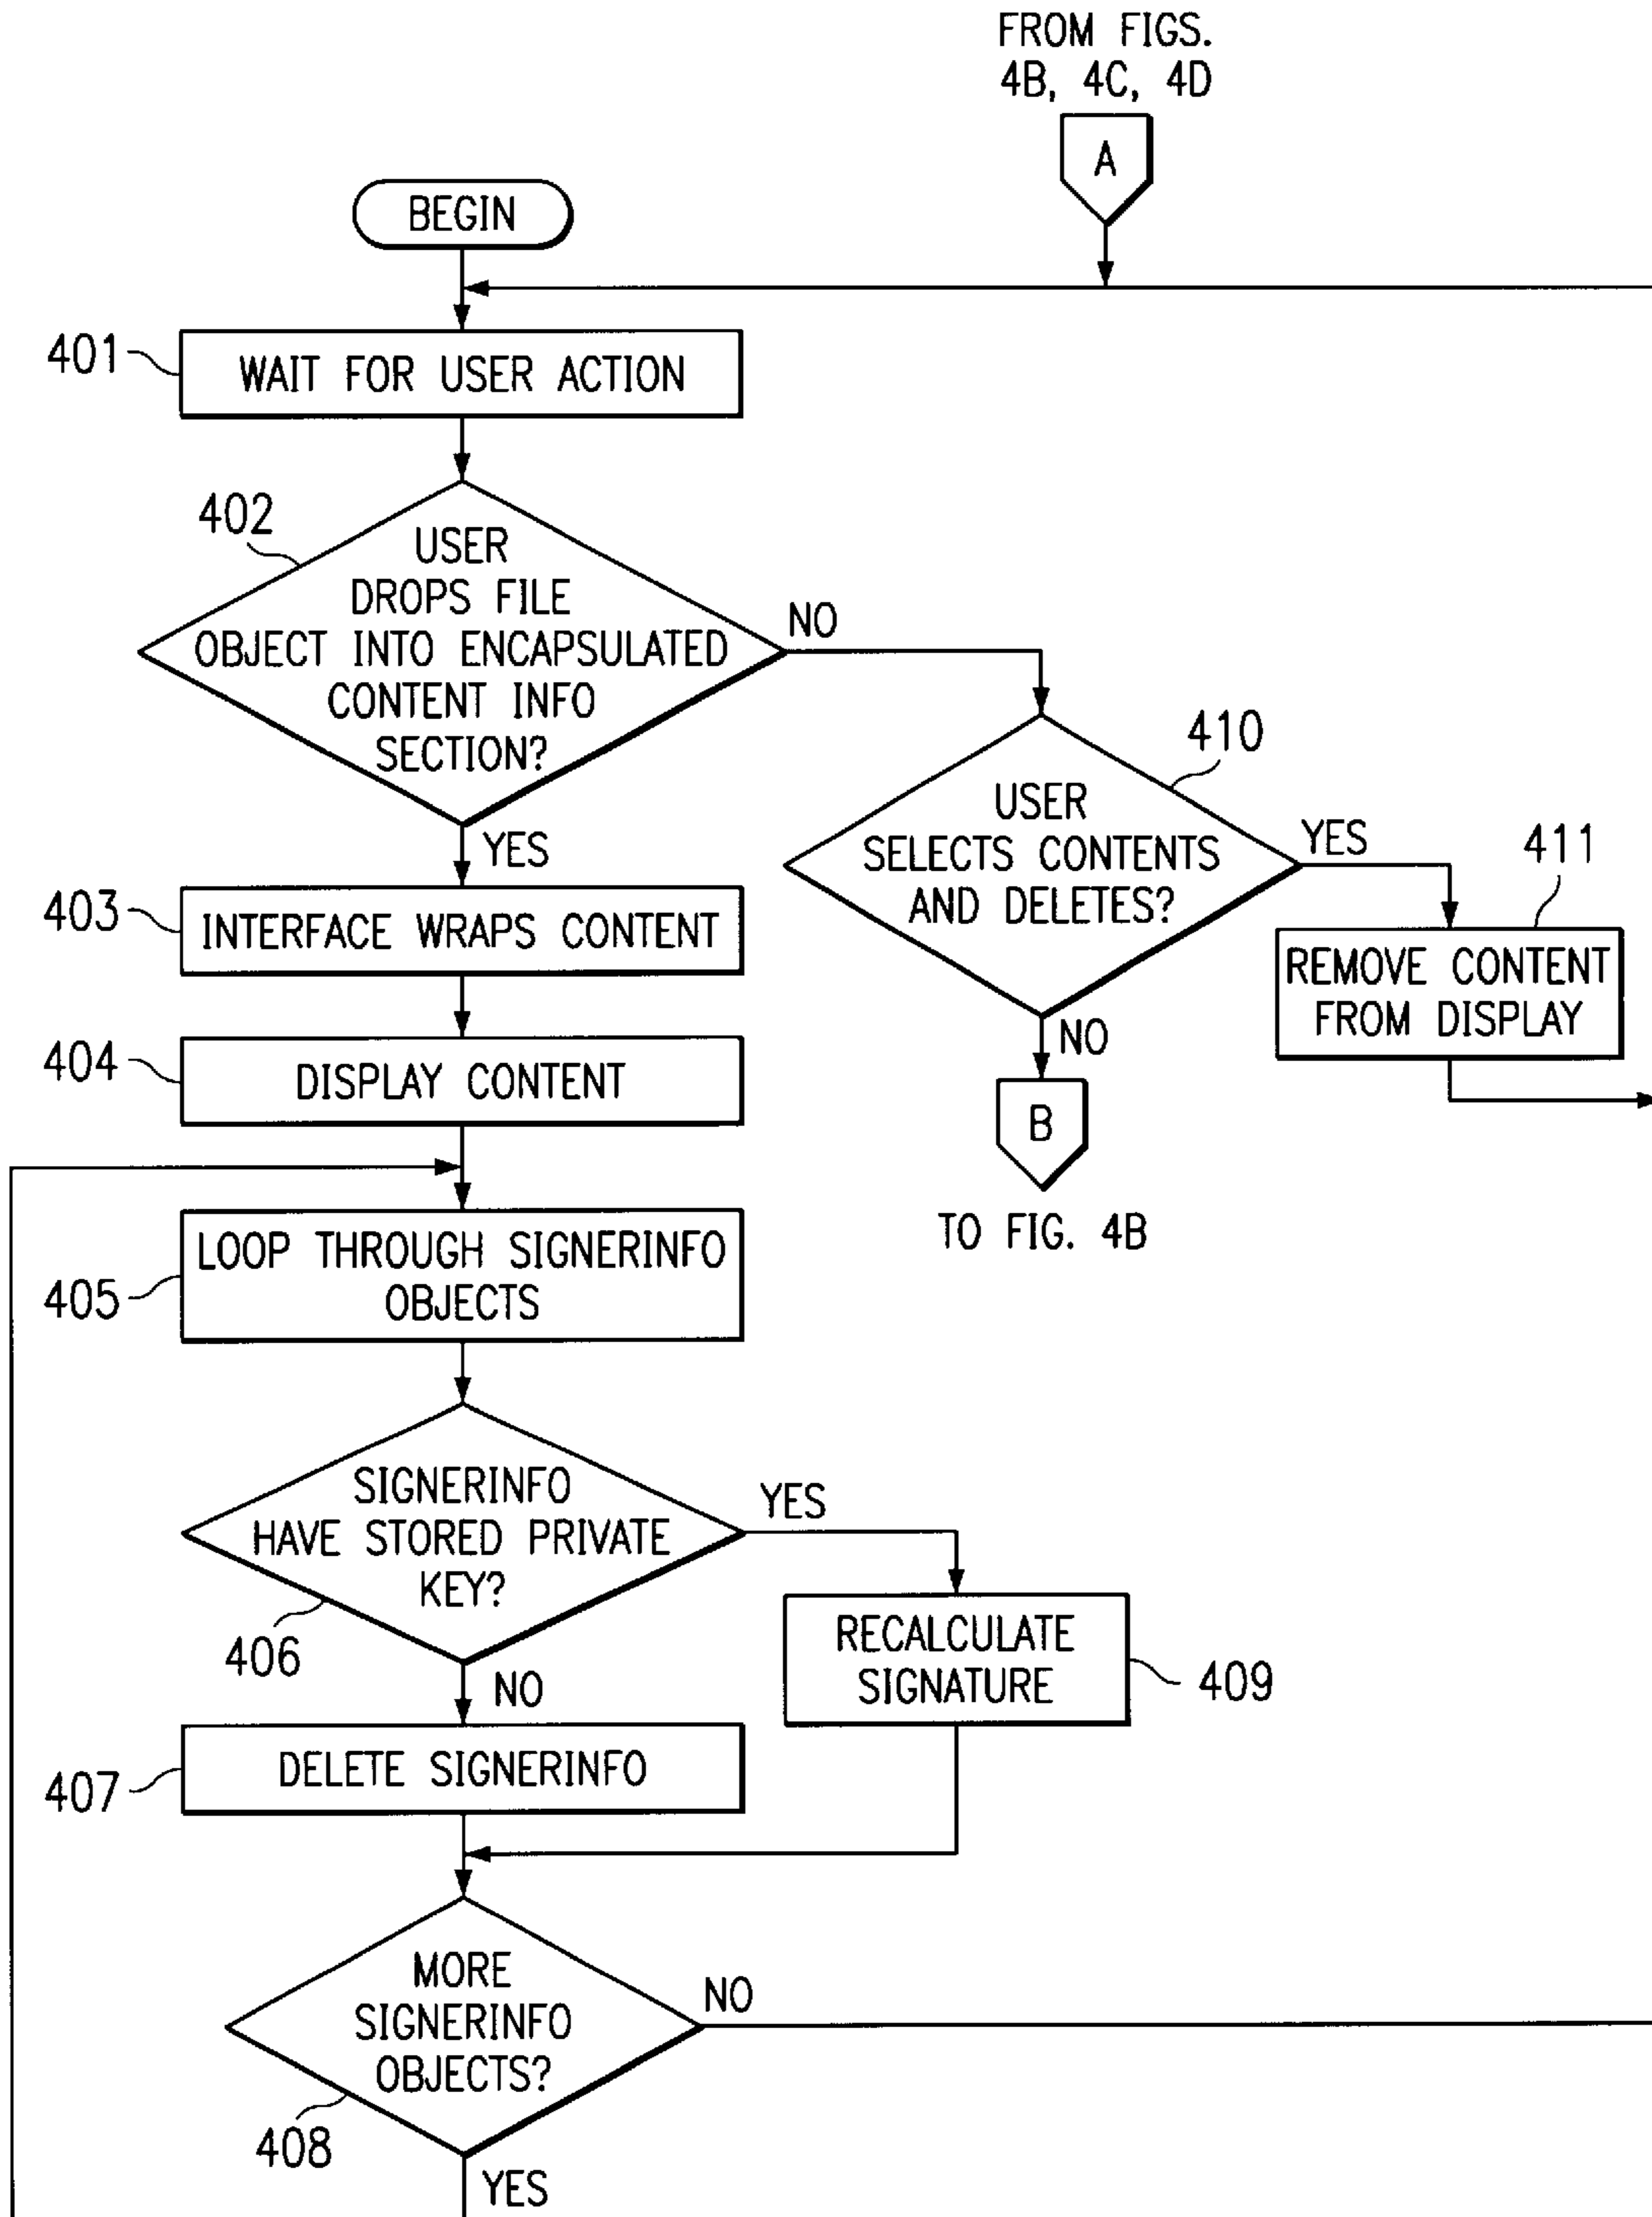 FROM FIGS.
4B, 4C, 4D
A
BEGIN
401
WAIT FOR USER ACTION
402
USER
DROPS FILE
OBJECT INTO ENCAPSULATED
CONTENT INFO
SECTION?
NO
YES
410
USER
SELECTS CONTENTS
AND DELETES?
YES
411
REMOVE CONTENT
FROM DISPLAY
NO
B
TO FIG. 4B
403
INTERFACE WRAPS CONTENT
404
DISPLAY CONTENT
405
LOOP THROUGH SIGNERINFO
OBJECTS
SIGNERINFO
HAVE STORED PRIVATE
KEY?
406
YES
NO
RECALCULATE
SIGNATURE
409
407
DELETE SIGNERINFO
MORE
SIGNERINFO
OBJECTS?
408
NO
YES